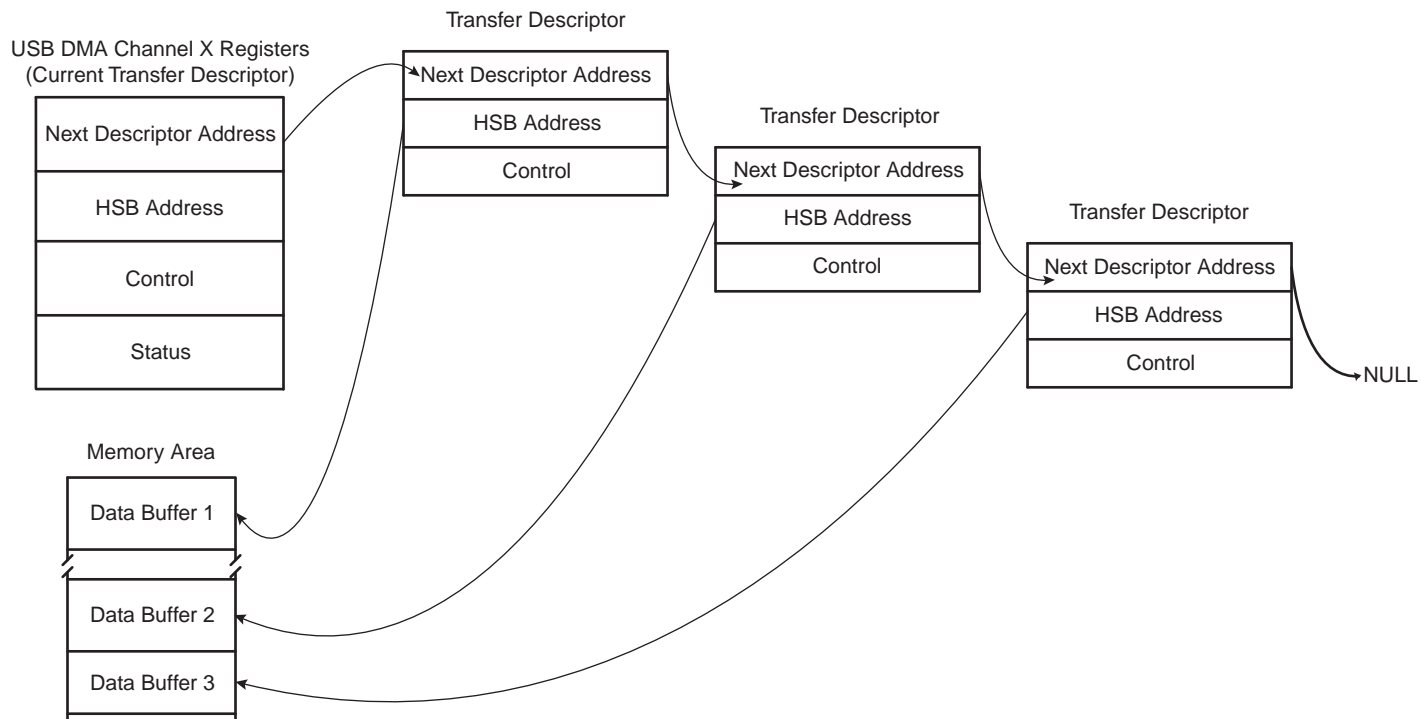 USB DMA Channel X Registers
(Current Transfer Descriptor)
Next Descriptor Address
HSB Address
Control
Status
Transfer Descriptor
Next Descriptor Address
HSB Address
Control
Transfer Descriptor
Next Descriptor Address
HSB Address
Control
Transfer Descriptor
Next Descriptor Address
HSB Address
Control
NULL
Memory Area
Data Buffer 1
Data Buffer 2
Data Buffer 3